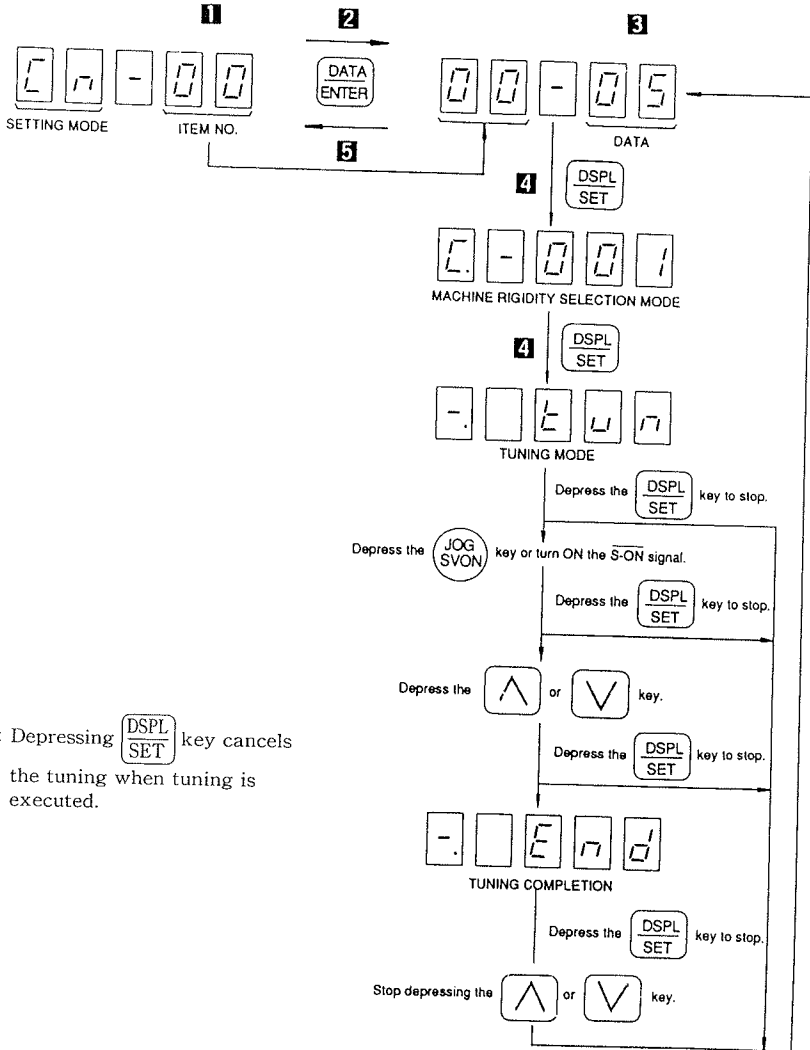 1 2 3
Cn-00 DATA ENTER 00-05
SETTING MODE ITEM NO. DATA
5
4 DSPL SET
C.-001
MACHINE RIGIDITY SELECTION MODE
4 DSPL SET
-. tun
TUNING MODE
Depress the DSPL SET key to stop.
Depress the JOG SVON key or turn ON the S-ON signal.
Depress the DSPL SET key to stop.
Depress the ∧ or ∨ key.
: Depressing DSPL SET key cancels
the tuning when tuning is
executed.
Depress the DSPL SET key to stop.
-. End
TUNING COMPLETION
Depress the DSPL SET key to stop.
Stop depressing the ∧ or ∨ key.